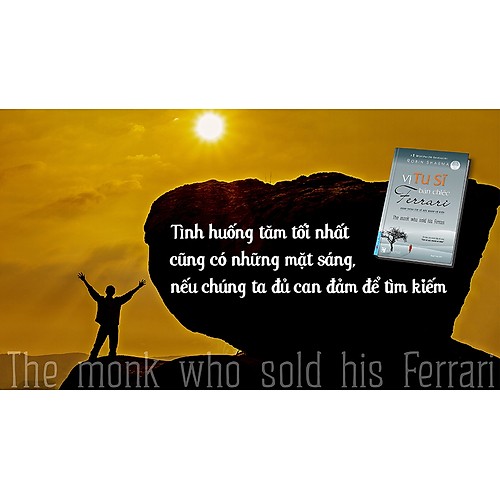 ROBIN SHARMA
VỊ TU SĨ
bán chiếc
Ferrari
The monk who sold his Ferrari
Tình huống tăm tối nhất
cũng có những mặt sáng,
nếu chúng ta đủ can đảm để tìm kiếm
The monk who sold his Ferrari